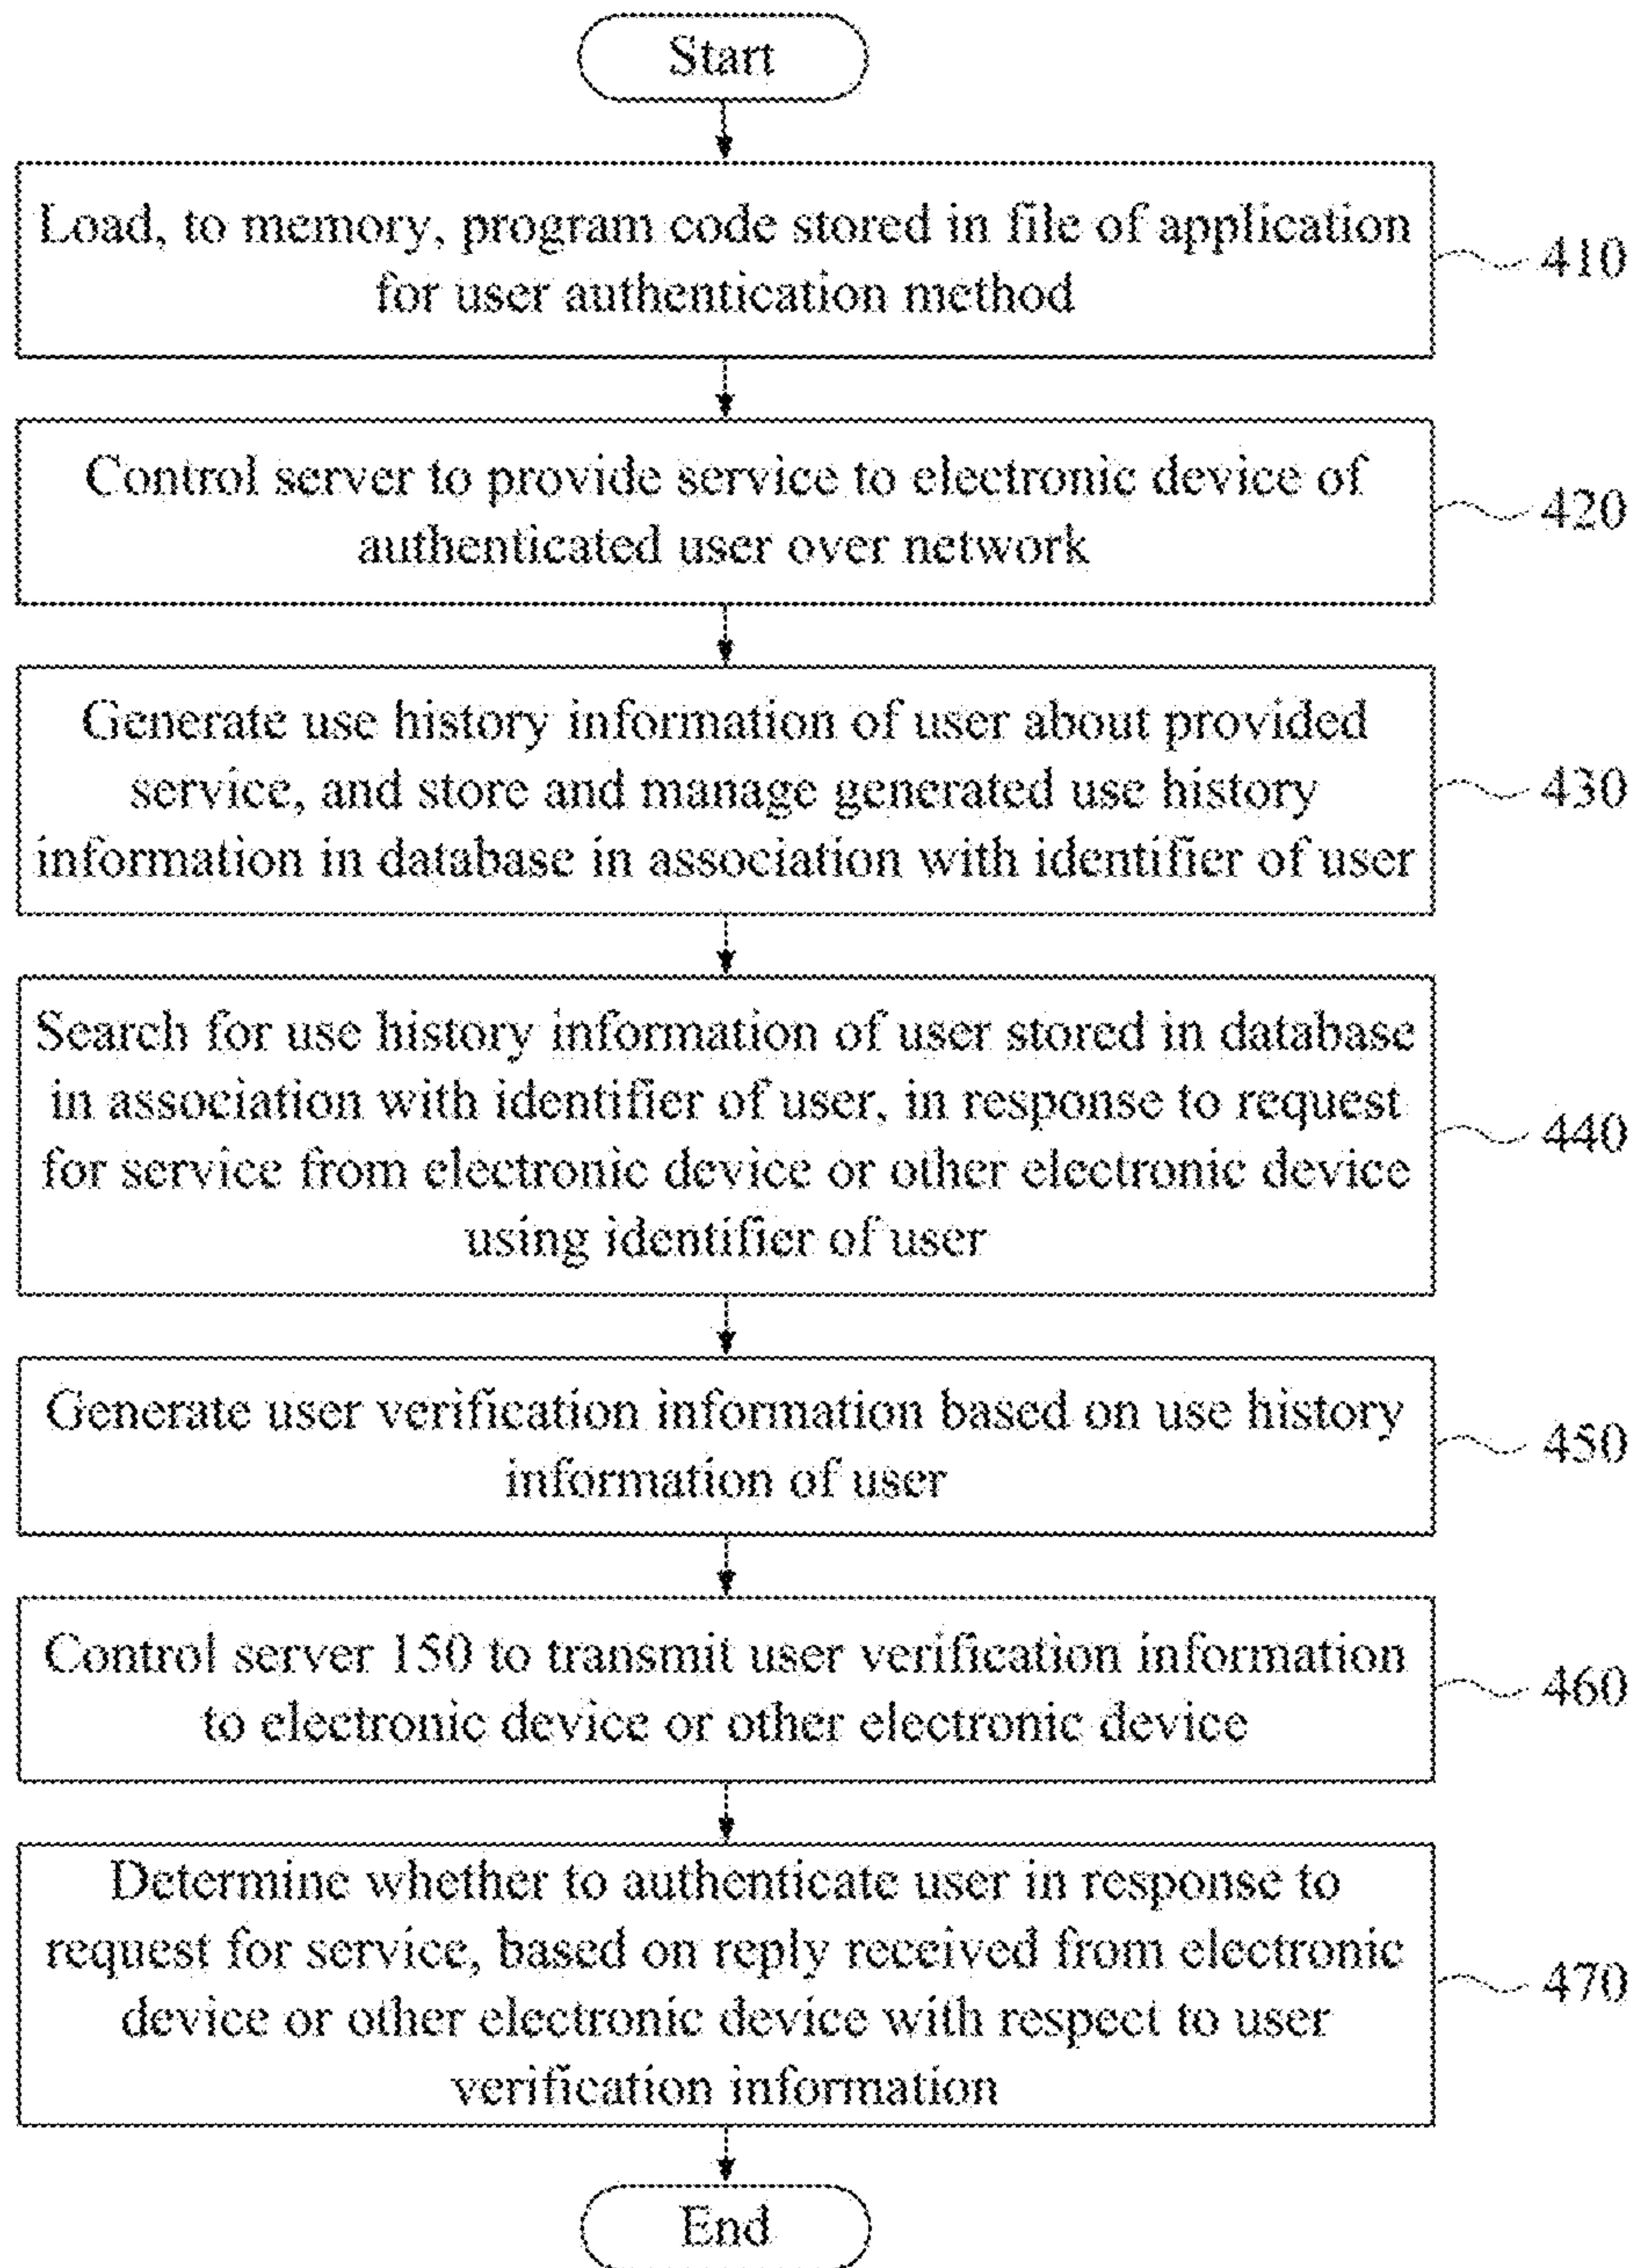 Start
Load, to memory, program code stored in file of application
for user authentication method
410
Control server to provide service to electronic device of
authenticated user over network
420
Generate use history information of user about provided
service, and store and manage generated use history
information in database in association with identifier of user
430
Search for use history information of user stored in database
in association with identifier of user, in response to request
for service from electronic device or other electronic device
using identifier of user
440
Generate user verification information based on use history
information of user
450
Control server 150 to transmit user verification information
to electronic device or other electronic device
460
Determine whether to authenticate user in response to
request for service, based on reply received from electronic
device or other electronic device with respect to user
verification information
470
End